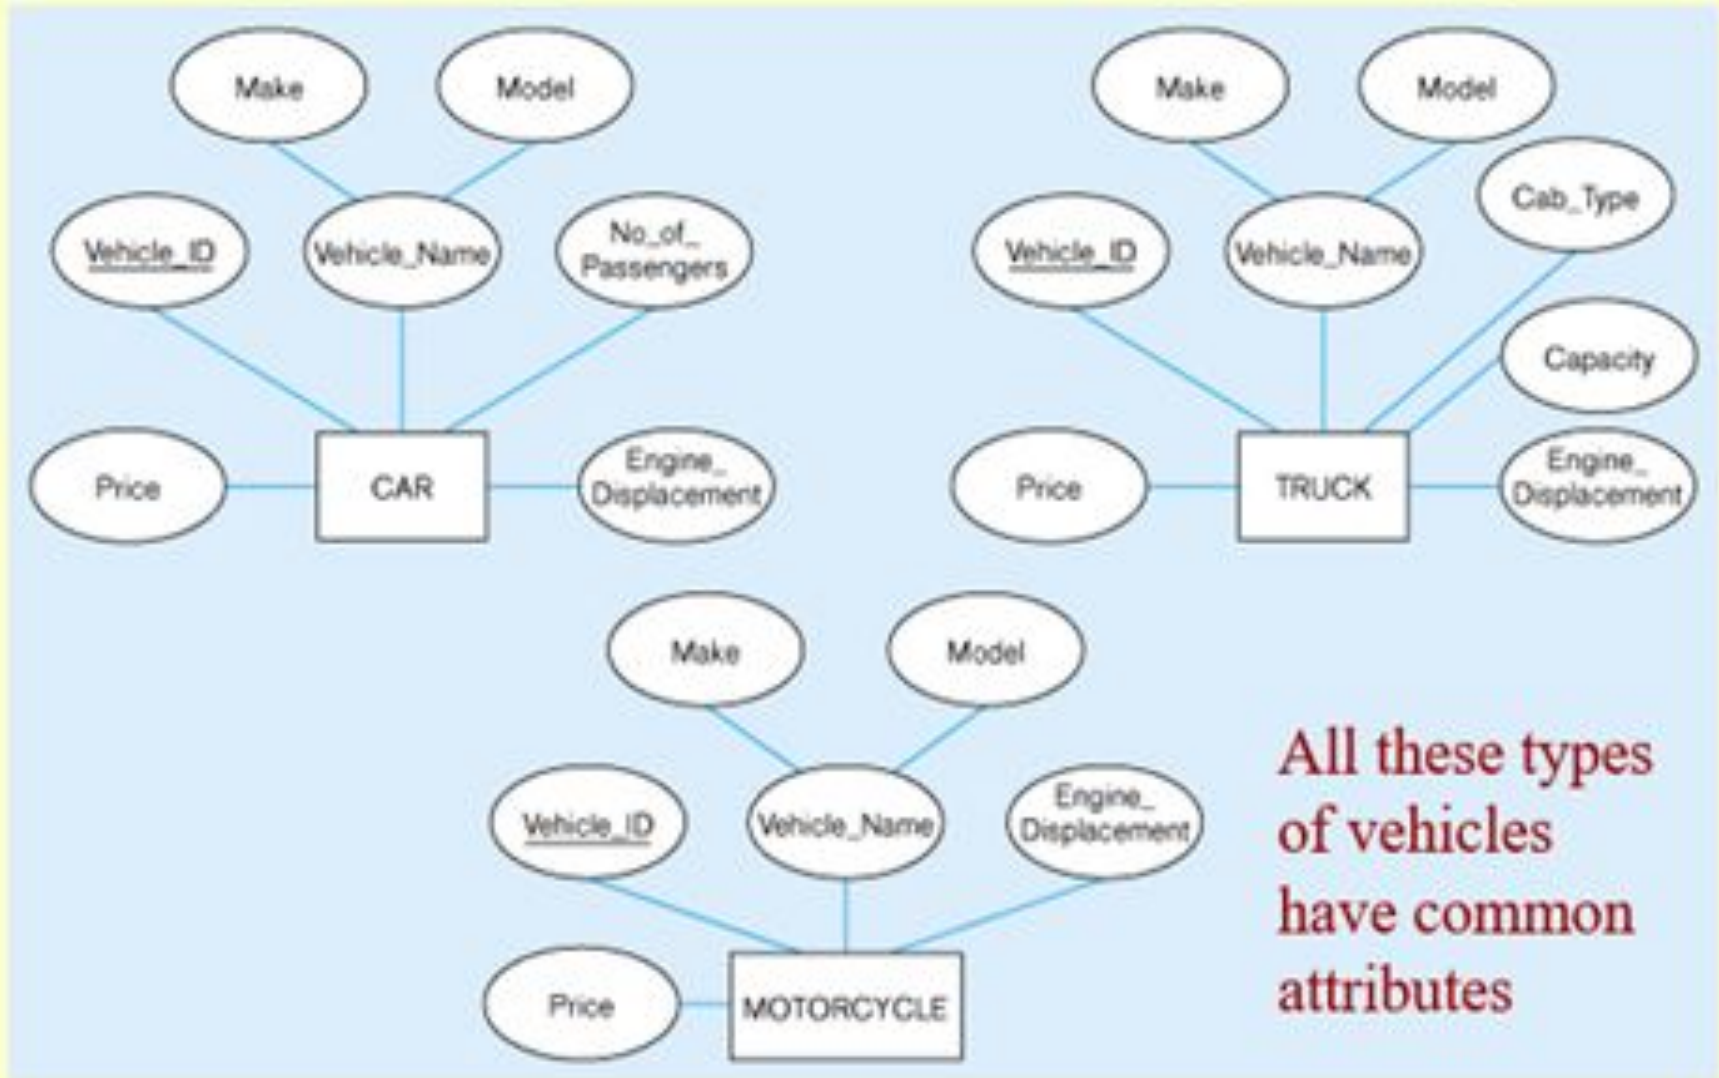 Make
Model
Vehicle_ID
Vehicle_Name
No_of_
Passengers
Price
CAR
Engine_
Displacement
Make
Model
Cab_Type
Vehicle_ID
Vehicle_Name
Capacity
Price
TRUCK
Engine_
Displacement
Make
Model
Vehicle_ID
Vehicle_Name
Engine_
Displacement
Price
MOTORCYCLE
All these types
of vehicles
have common
attributes